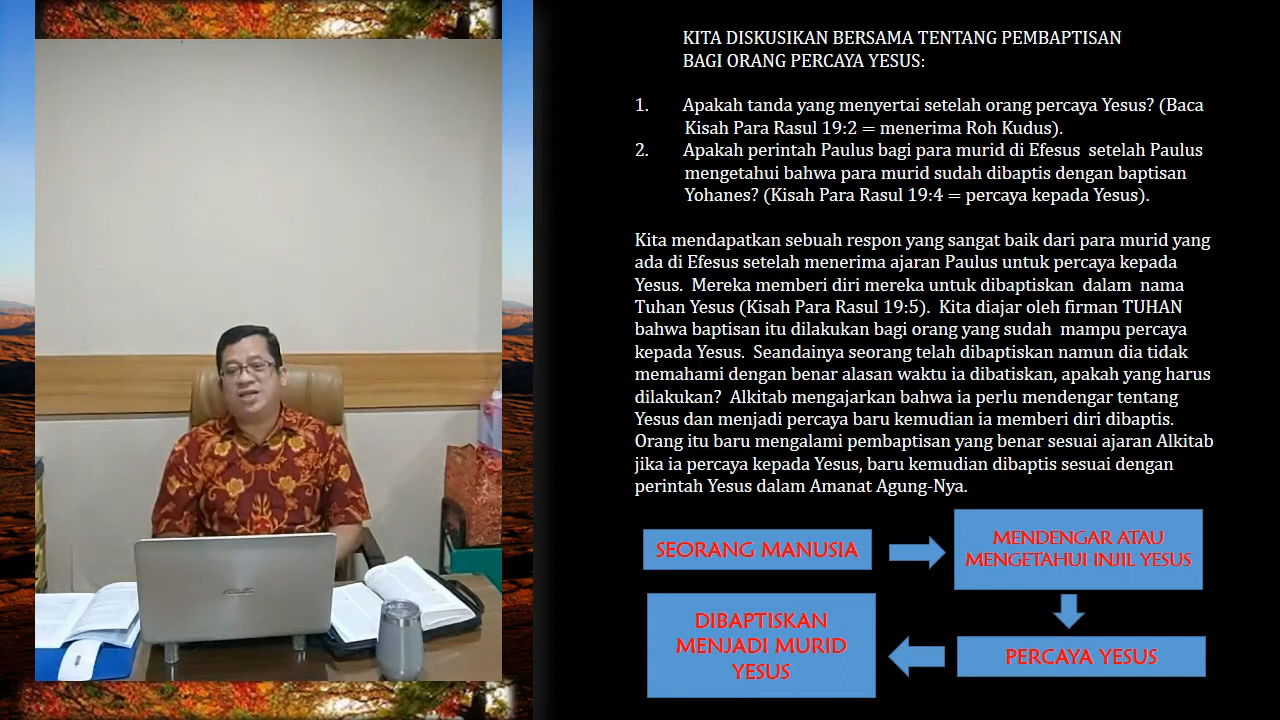 KITA DISKUSIKAN BERSAMA TENTANG PEMBAPTISAN
BAGI ORANG PERCAYA YESUS:
1. Apakah tanda yang menyertai setelah orang percaya Yesus? (Baca
Kisah Para Rasul 19:2 = menerima Roh Kudus).
2. Apakah perintah Paulus bagi para murid di Efesus setelah Paulus
mengetahui bahwa para murid sudah dibaptis dengan baptisan
Yohanes? (Kisah Para Rasul 19:4 = percaya kepada Yesus).
Kita mendapatkan sebuah respon yang sangat baik dari para murid yang
ada di Efesus setelah menerima ajaran Paulus untuk percaya kepada
Yesus. Mereka memberi diri mereka untuk dibaptiskan dalam nama
Tuhan Yesus (Kisah Para Rasul 19:5). Kita diajar oleh firman TUHAN
bahwa baptisan itu dilakukan bagi orang yang sudah mampu percaya
kepada Yesus. Seandainya seorang telah dibaptiskan namun dia tidak
memahami dengan benar alasan waktu ia dibatiskan, apakah yang harus
dilakukan? Alkitab mengajarkan bahwa ia perlu mendengar tentang
Yesus dan menjadi percaya baru kemudian ia memberi diri dibaptis.
Orang itu baru mengalami pembaptisan yang benar sesuai ajaran Alkitab
jika ia percaya kepada Yesus, baru kemudian dibaptis sesuai dengan
perintah Yesus dalam Amanat Agung-Nya.
SEORANG MANUSIA
MENDENGAR ATAU
MENGETAHUI INJIL YESUS
PERCAYA YESUS
DIBAPTISKAN
MENJADI MURID
YESUS